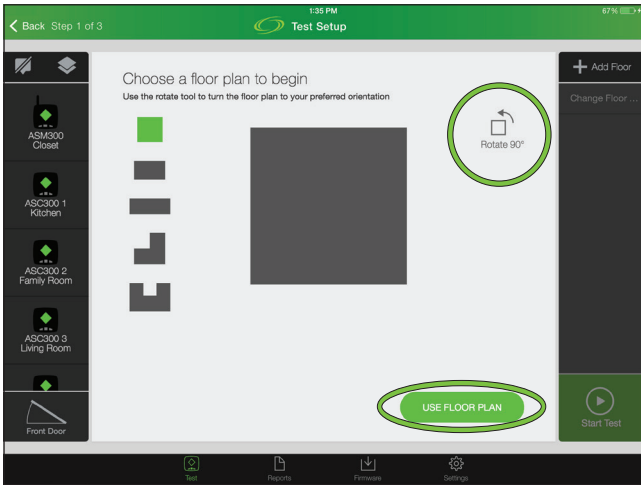 1:35 PM
67%
Back Step 1 of 3
Test Setup
Add Floor
Change Floor ...
Choose a floor plan to begin
Use the rotate tool to turn the floor plan to your preferred orientation
Rotate 90°
ASM300
Closet
ASC300 1
Kitchen
ASC300 2
Family Room
ASC300 3
Living Room
Front Door
USE FLOOR PLAN
Start Test
Test
Reports
Firmware
Settings